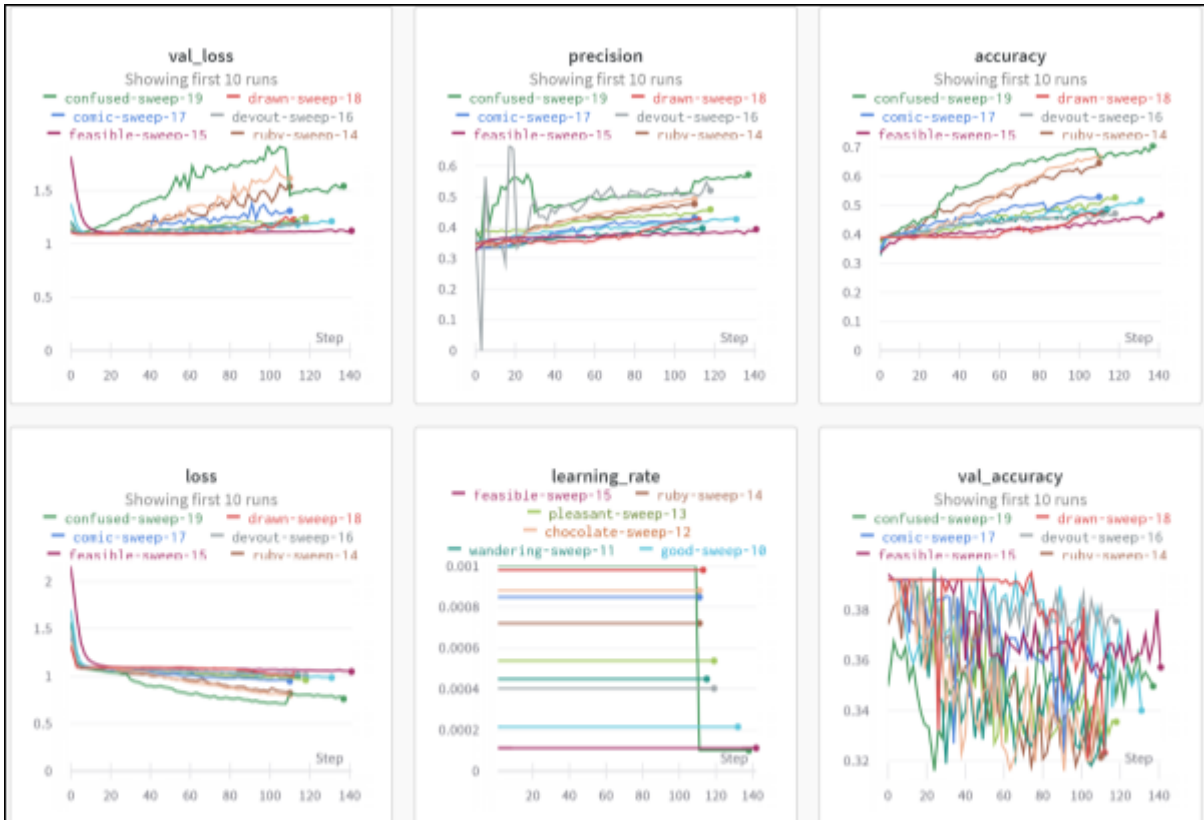 val_loss
Showing first 10 runs
confused-sweep-19 drawn-sweep-18
comic-sweep-17 devout-sweep-16
feasible-sweep-15 ruby-sweep-14
1.5
1
0.5
0
Step
0 20 40 60 80 100 120 140
precision
Showing first 10 runs
confused-sweep-19 drawn-sweep-18
comic-sweep-17 devout-sweep-16
feasible-sweep-15 ruby-sweep-14
0.6
0.5
0.4
0.3
0.2
0.1
0
Step
0 20 40 60 80 100 120 140
accuracy
Showing first 10 runs
confused-sweep-19 drawn-sweep-18
comic-sweep-17 devout-sweep-16
feasible-sweep-15 ruby-sweep-14
0.7
0.6
0.5
0.4
0.3
0.2
0.1
0
Step
0 20 40 60 80 100 120 140
loss
Showing first 10 runs
confused-sweep-19 drawn-sweep-18
comic-sweep-17 devout-sweep-16
feasible-sweep-15 ruby-sweep-14
2
1.5
1
0.5
0
Step
0 20 40 60 80 100 120 140
learning_rate
feasible-sweep-15 ruby-sweep-14
pleasant-sweep-13
chocolate-sweep-12
wandering-sweep-11 good-sweep-10
0.001
0.0008
0.0006
0.0004
0.0002
0
Step
20 40 60 80 100 120 140
val_accuracy
Showing first 10 runs
confused-sweep-19 drawn-sweep-18
comic-sweep-17 devout-sweep-16
feasible-sweep-15 ruby-sweep-14
0.38
0.36
0.34
0.32
Step
0 20 40 60 80 100 120 140